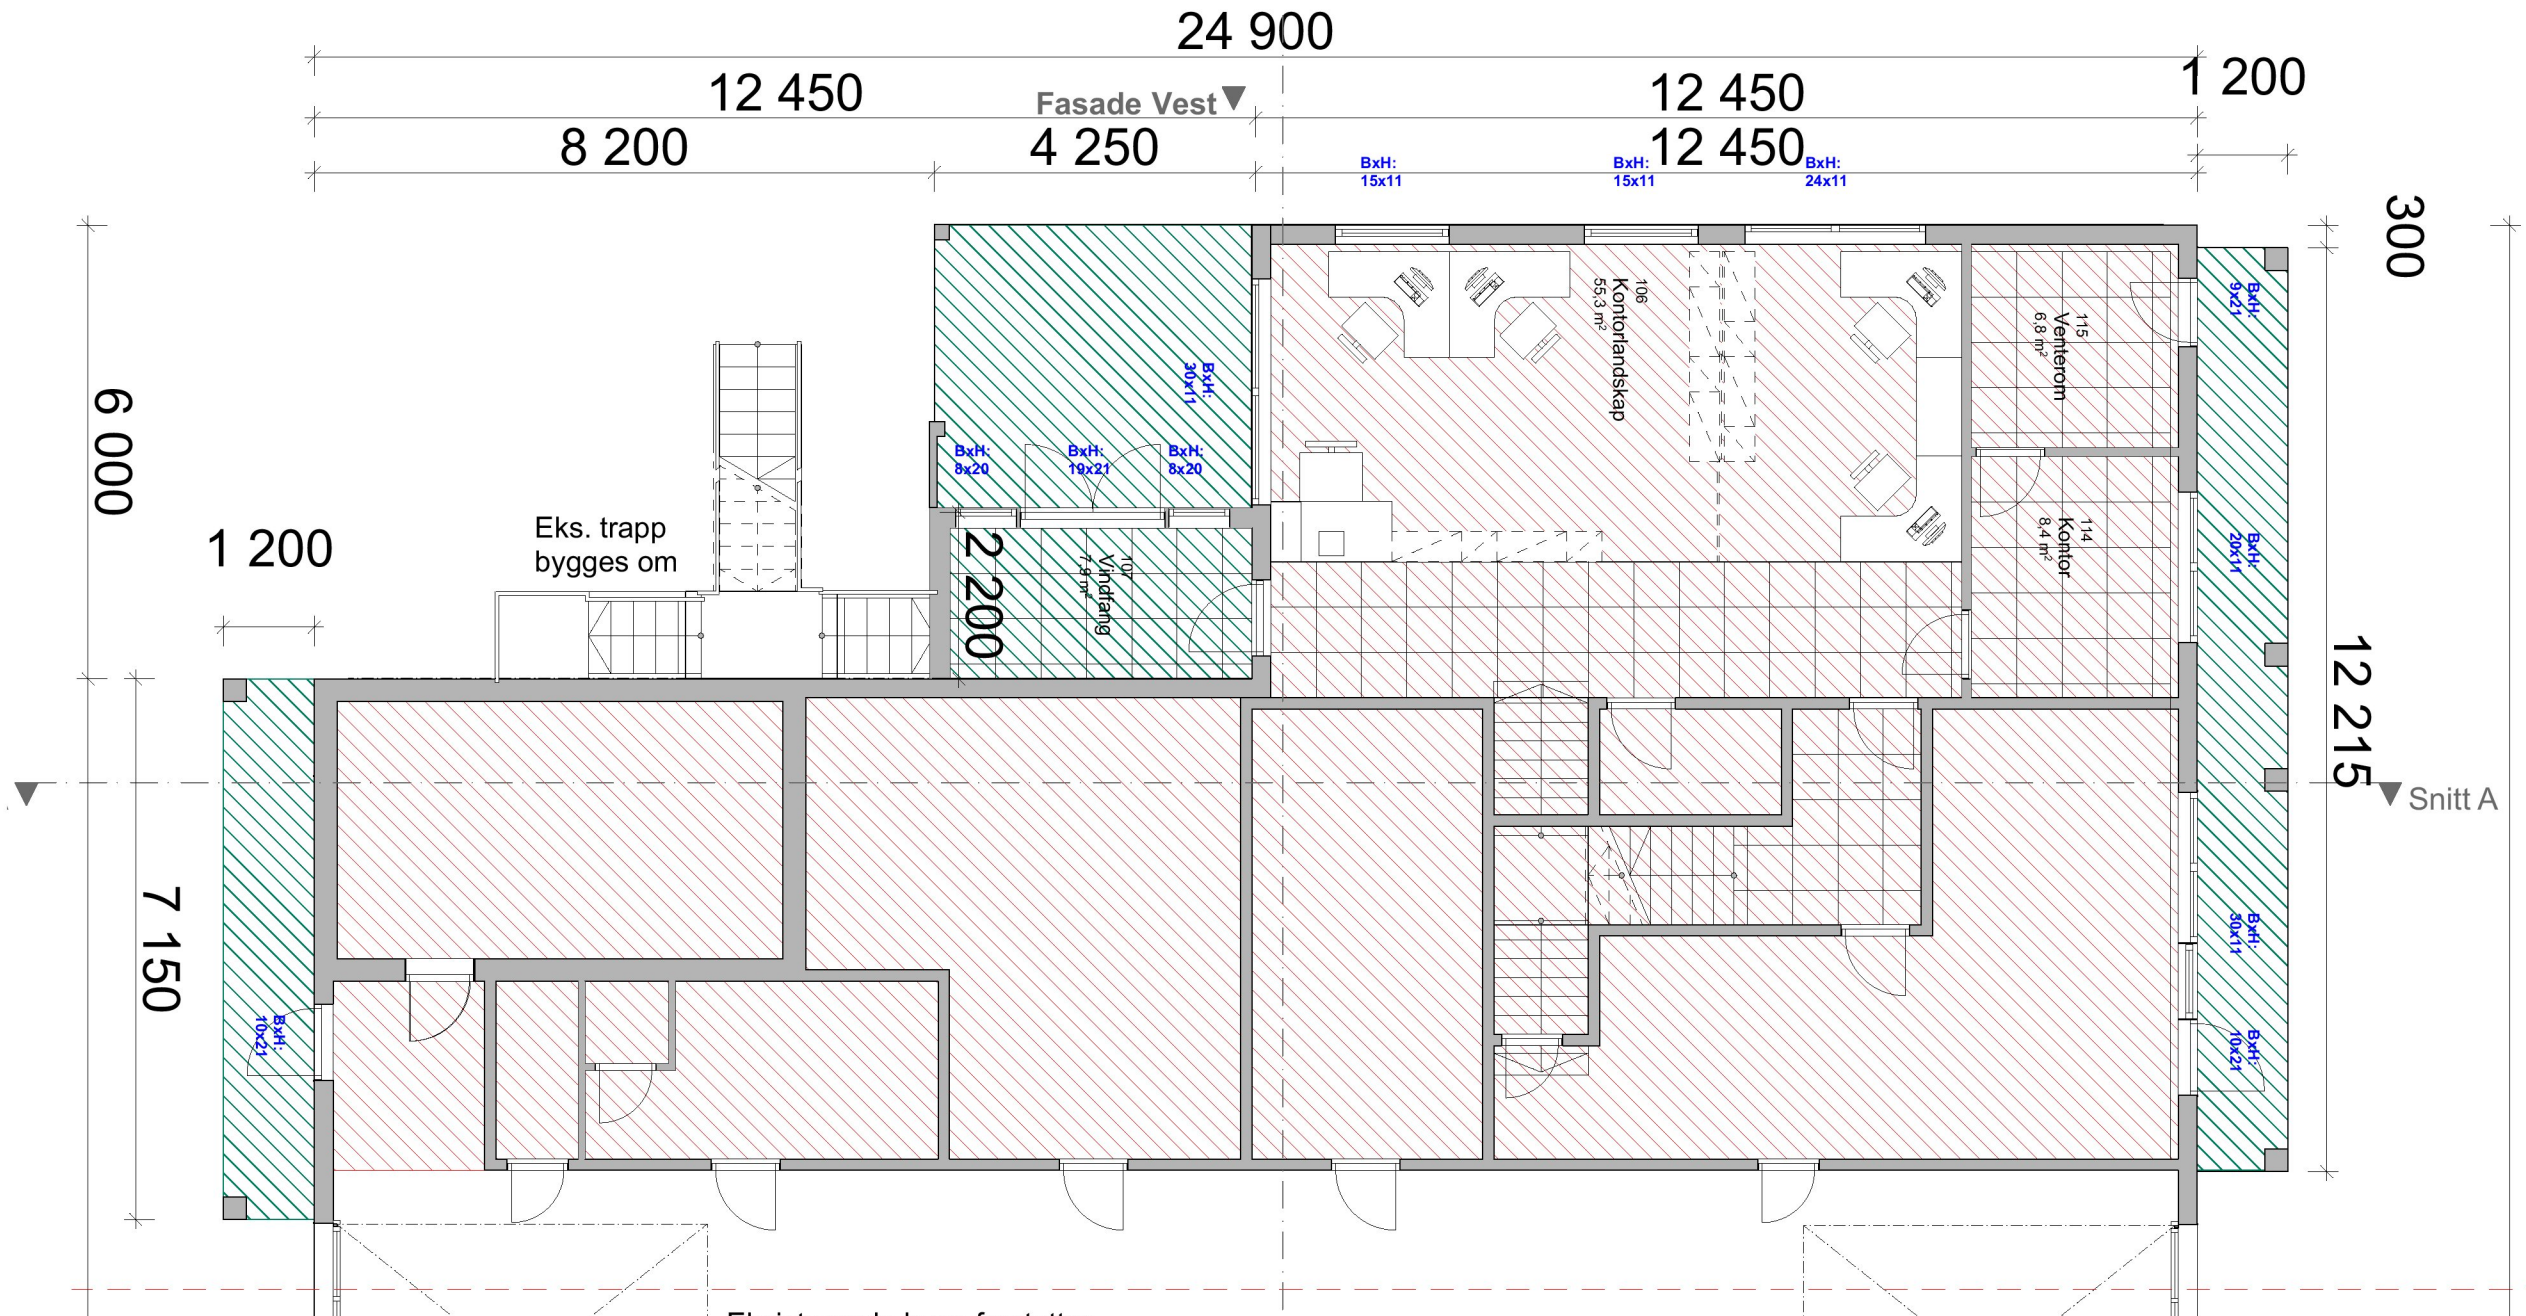 24 900
12 450
Fasade Vest
12 450
1 200
8 200
4 250
12 450
BxH:
15x11
BxH:
15x11
BxH:
24x11
300
6 000
106
Kontorlandskap
55,3 m²
115
Venterom
6,8 m²
BxH:
9x21
BxH:
30x11
BxH:
8x20
BxH:
19x21
BxH:
8x20
Eks. trapp
bygges om
1 200
2 200
107
Vindfang
7,9 m²
114
Kontor
8,4 m²
BxH:
20x11
12 215
Snitt A
7 150
BxH:
10x21
BxH:
30x11
BxH:
10x21